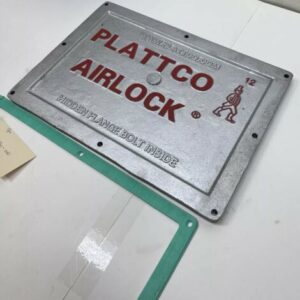 PLATTCO
12
AIRLOCK ®
HIDDEN FLANGE BOLT INSIDE